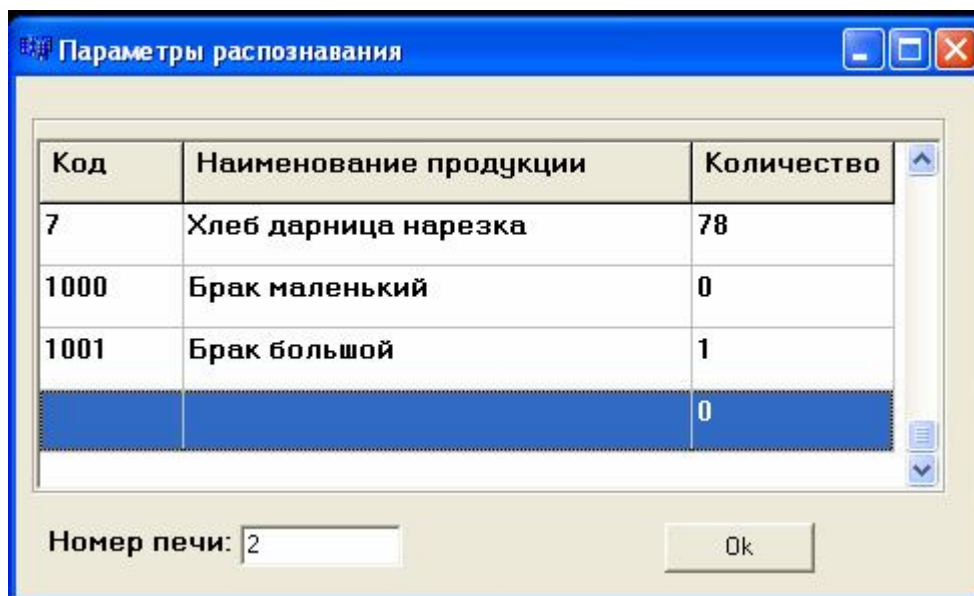 Параметры распознавания
Код Наименование продукции Количество
7 Хлеб дарница нарезка 78
1000 Брак маленький 0
1001 Брак большой 1
0
Номер печи: 2 Ok